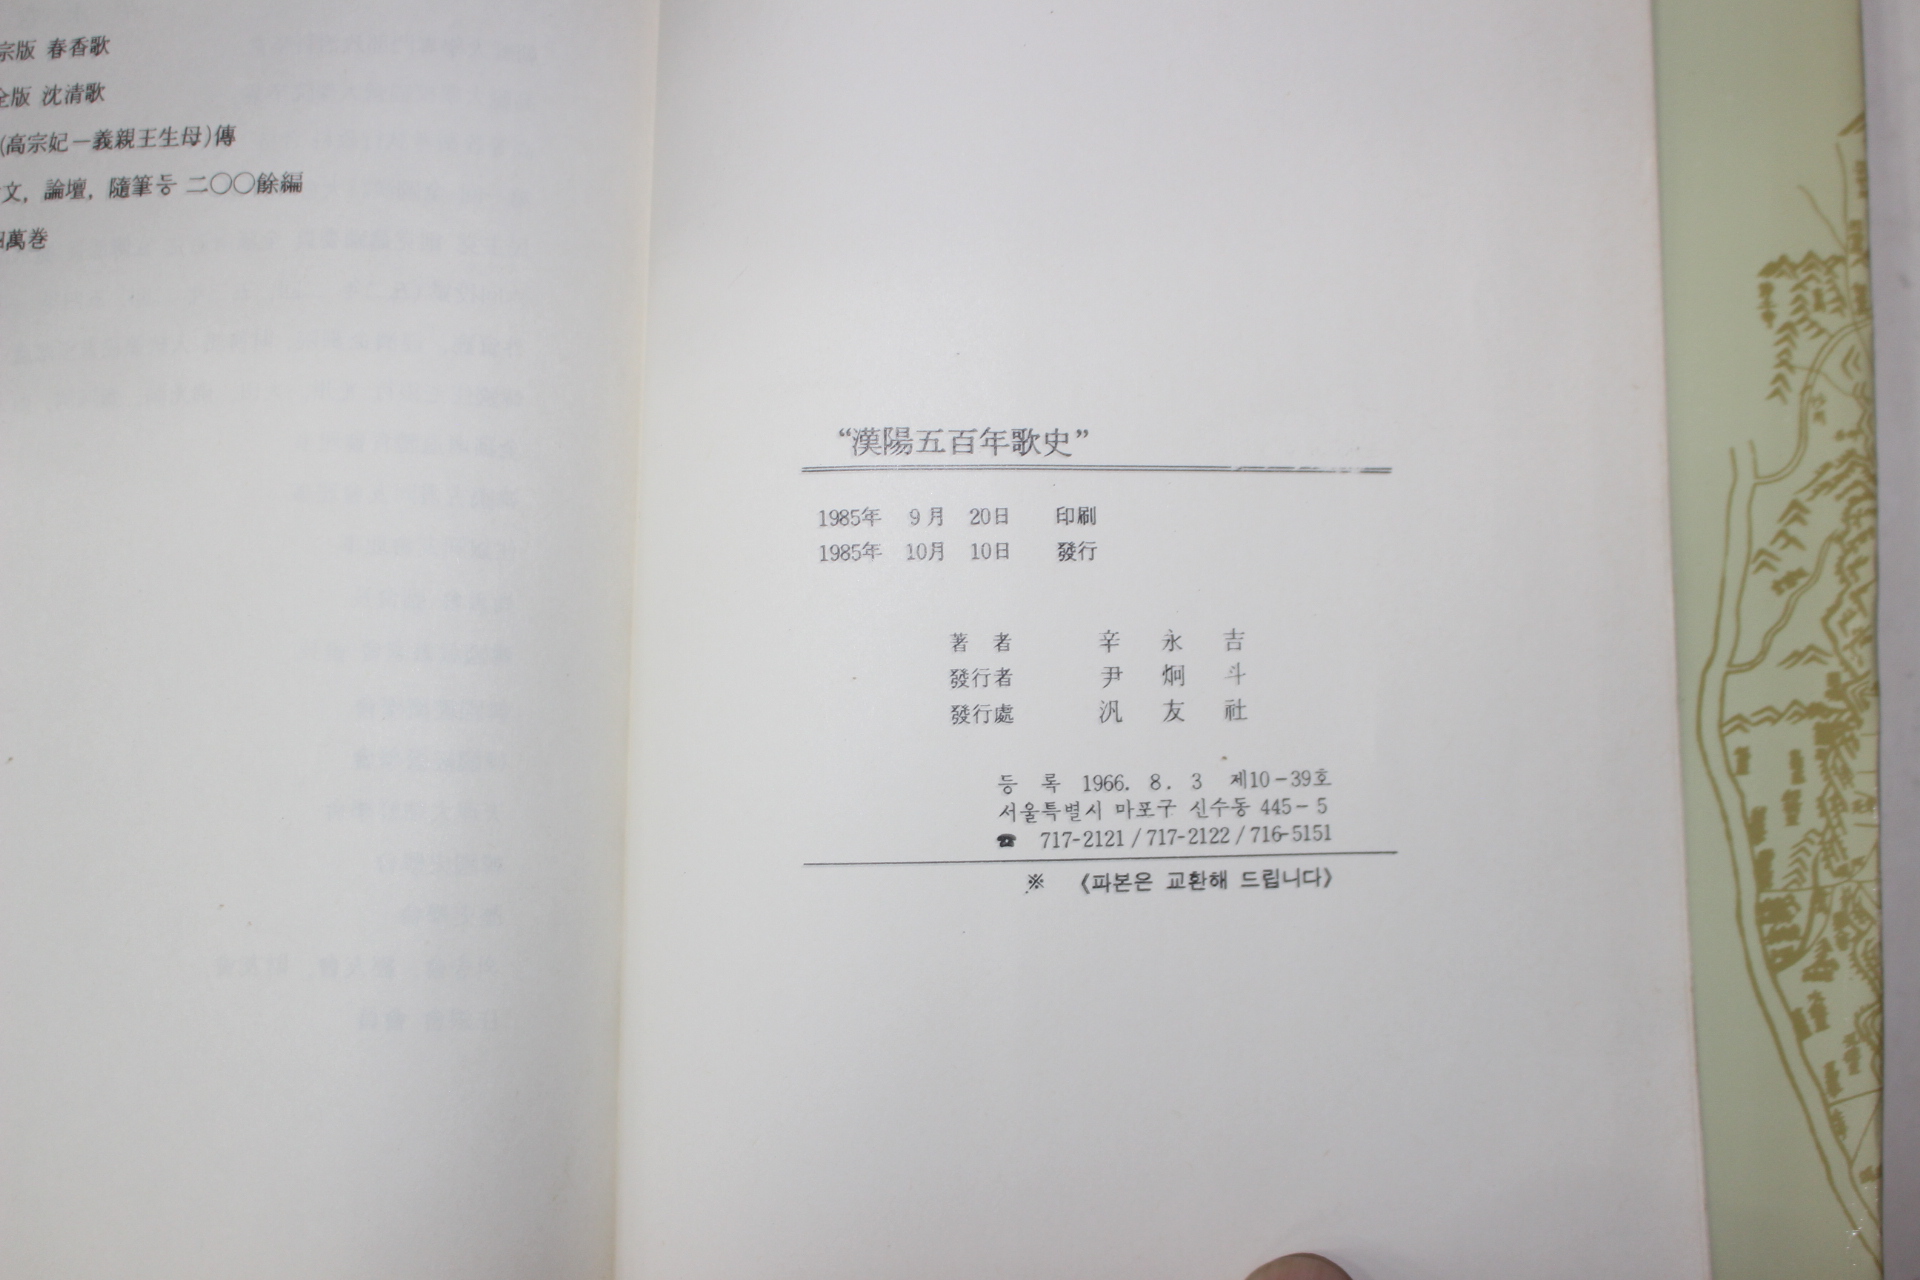 宗版 春香歌
全版 沈清歌
(高宗妃－義親王生母)傳
文, 論壇, 隨筆등 二〇〇餘編
萬巻
“漢陽五百年歌史”
1985年 9月 20日 印刷
1985年 10月 10日 發行
著 者 辛 永 吉
發行者 尹 炯 斗
發行處 汎 友 社
등 록 1966. 8. 3 제10－39호
서울특별시 마포구 신수동 445－5
☎ 717-2121 / 717-2122 / 716-5151
※ 《파본은 교환해 드립니다》